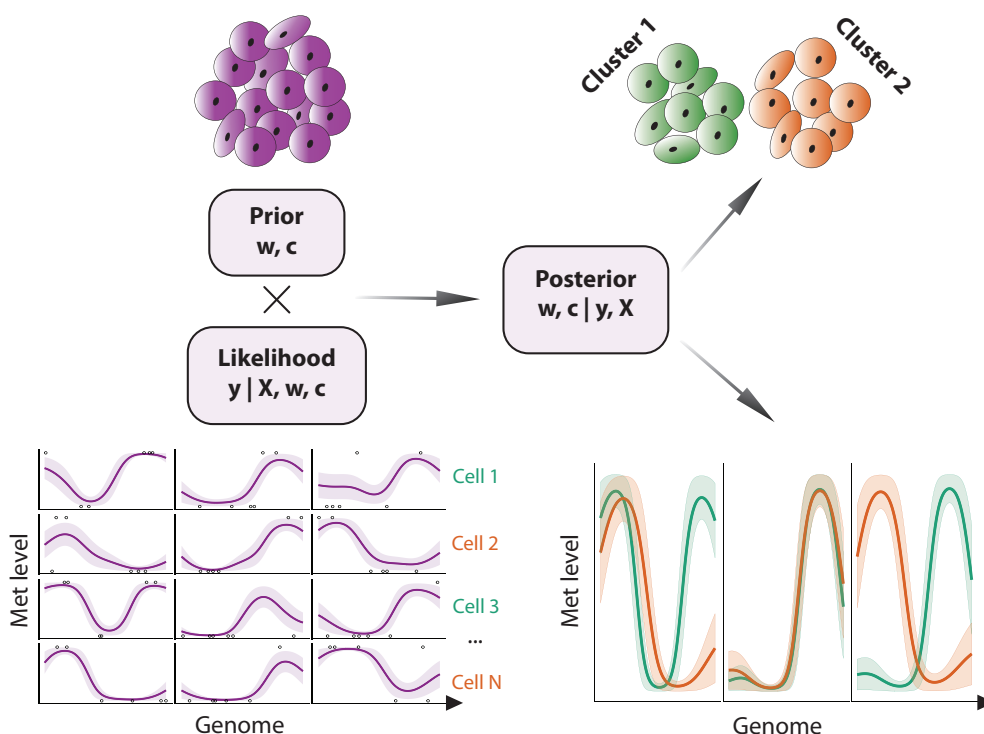 Cluster 1
Cluster 2
Prior
w, c
Likelihood
y | X, w, c
Posterior
w, c | y, X
Met level
Cell 1
Cell 2
Cell 3
...
Cell N
Genome
Met level
Genome